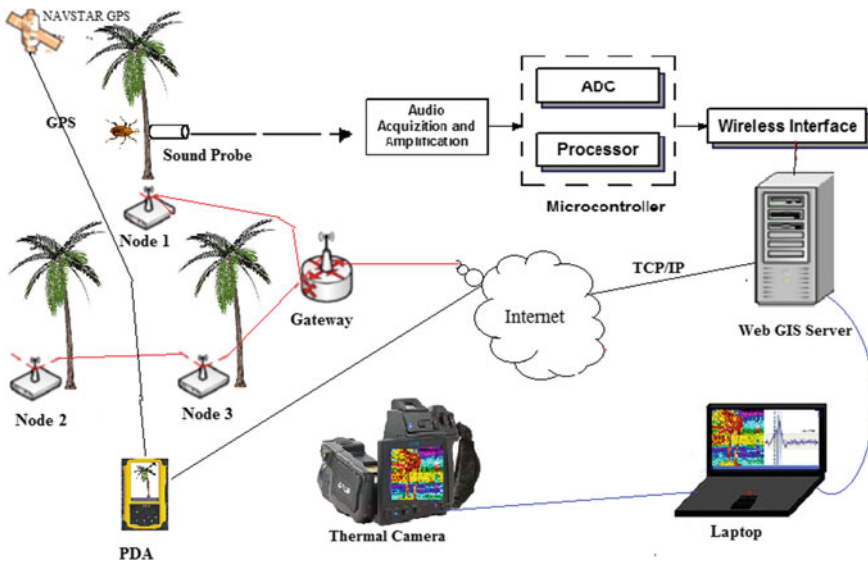 NAVSTAR GPS
GPS
Sound Probe
Audio
Acquizition and
Amplification
ADC
Processor
Microcontroller
Wireless Interface
Node 1
Node 2
Node 3
Gateway
Internet
TCP/IP
Web GIS Server
PDA
Thermal Camera
Laptop